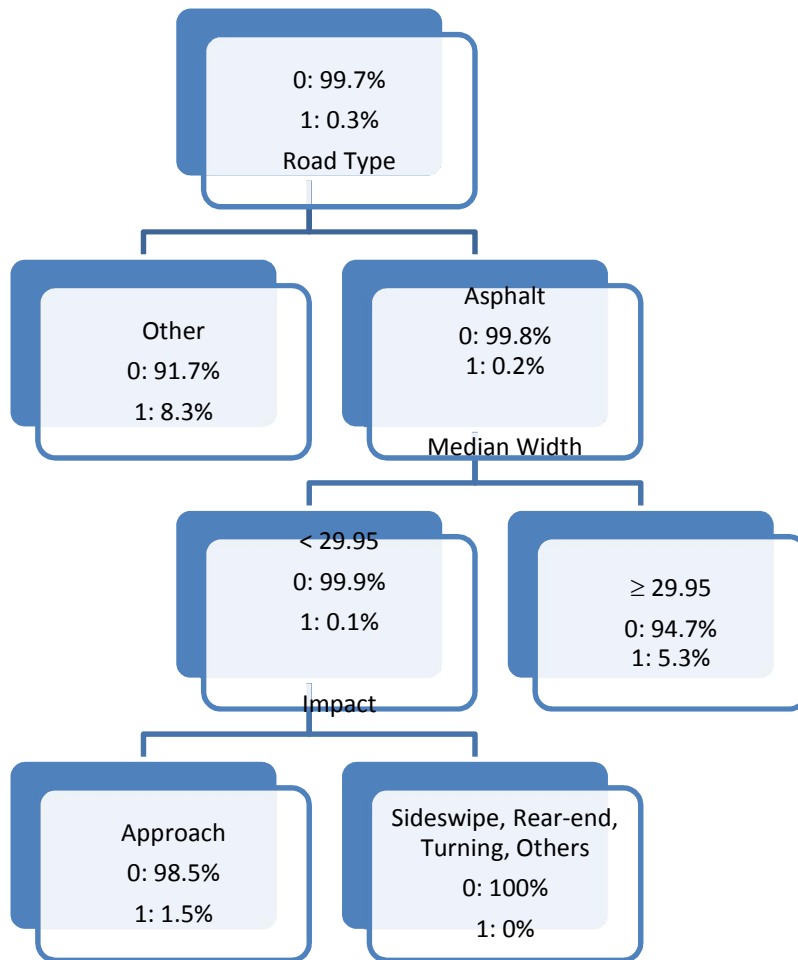 0: 99.7%
1: 0.3%
Road Type
Other
0: 91.7%
1: 8.3%
Asphalt
0: 99.8%
1: 0.2%
Median Width
< 29.95
0: 99.9%
1: 0.1%
Impact
≥ 29.95
0: 94.7%
1: 5.3%
Approach
0: 98.5%
1: 1.5%
Sideswipe, Rear-end,
Turning, Others
0: 100%
1: 0%